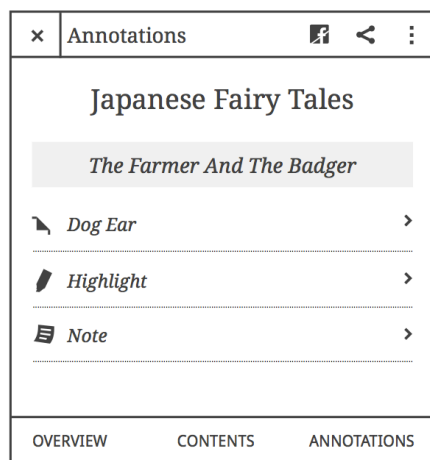 Annotations
Japanese Fairy Tales
The Farmer And The Badger
Dog Ear
Highlight
Note
OVERVIEW CONTENTS ANNOTATIONS